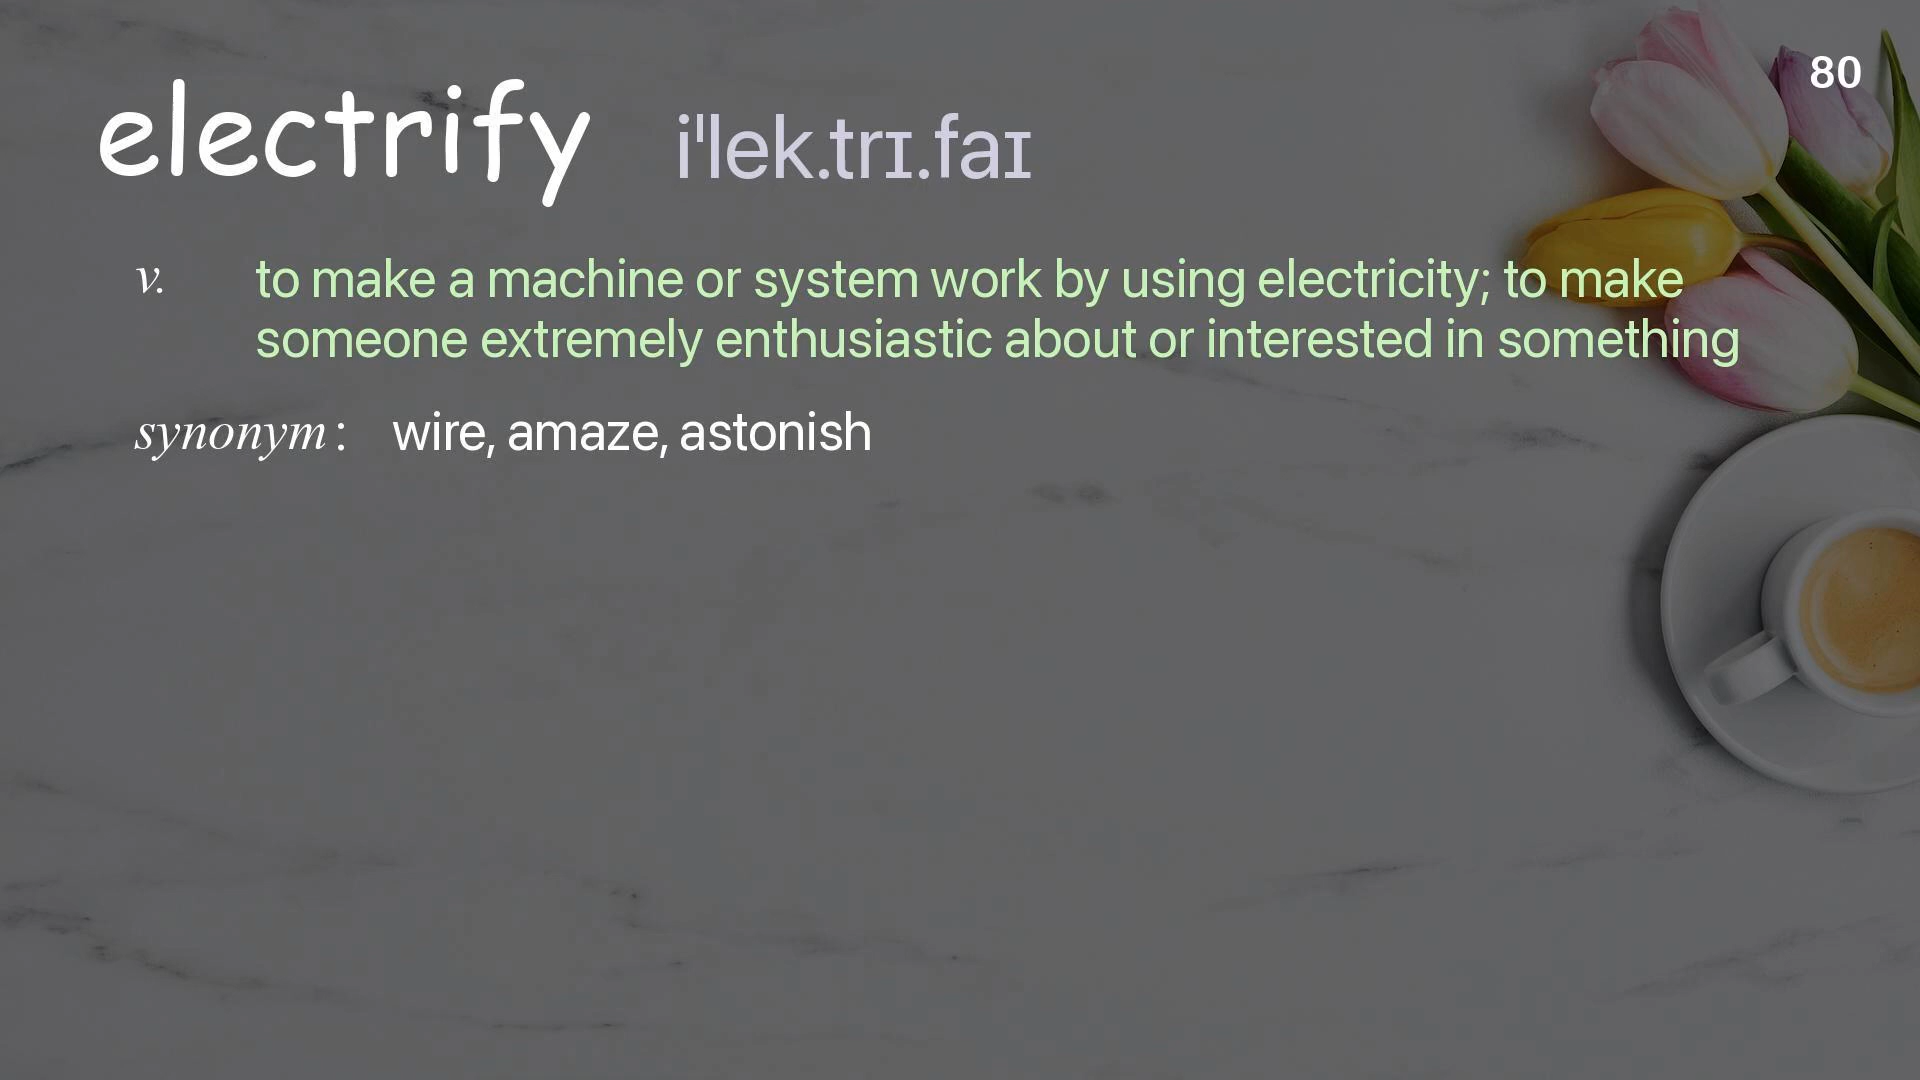 80
electrify iˈlek.trɪ.faɪ
v. to make a machine or system work by using electricity; to make
someone extremely enthusiastic about or interested in something
synonym : wire, amaze, astonish